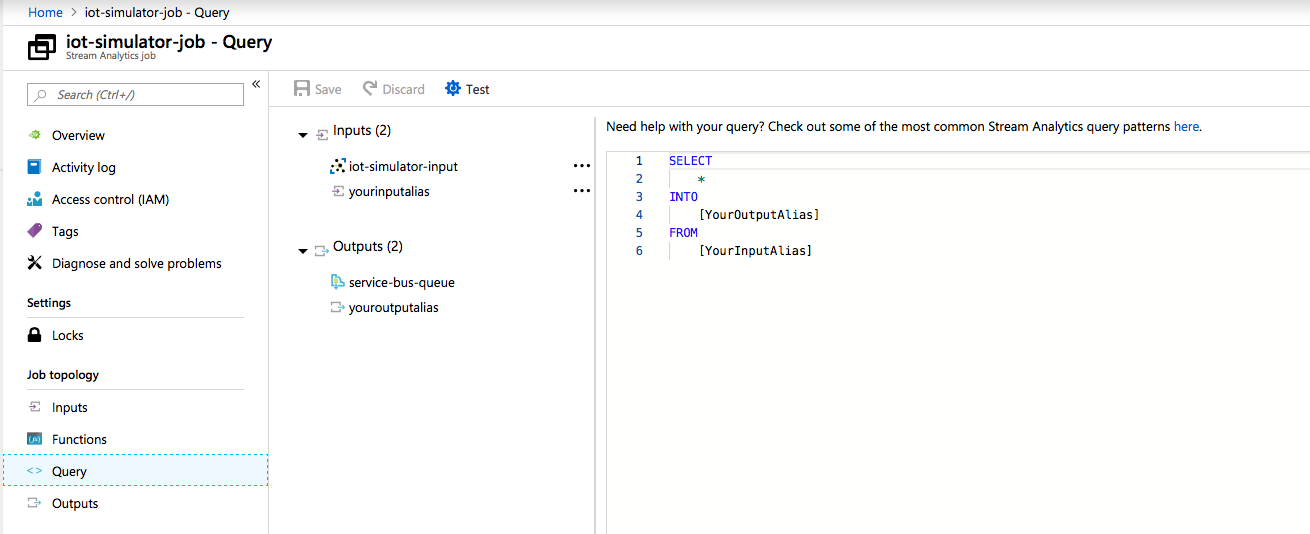 Home > iot-simulator-job - Query
iot-simulator-job - Query
Stream Analytics job
Search (Ctrl+/)
«
Overview
Activity log
Access control (IAM)
Tags
Diagnose and solve problems
Settings
Locks
Job topology
Inputs
Functions
<> Query
Outputs
Save Discard Test
Inputs (2)
iot-simulator-input ...
yourinputalias ...
Outputs (2)
service-bus-queue
youroutputalias
Need help with your query? Check out some of the most common Stream Analytics query patterns here.
1 SELECT
2 *
3 INTO
4 [YourOutputAlias]
5 FROM
6 [YourInputAlias]